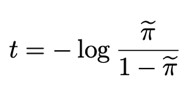 t = − log π̃ / (1 − π̃)